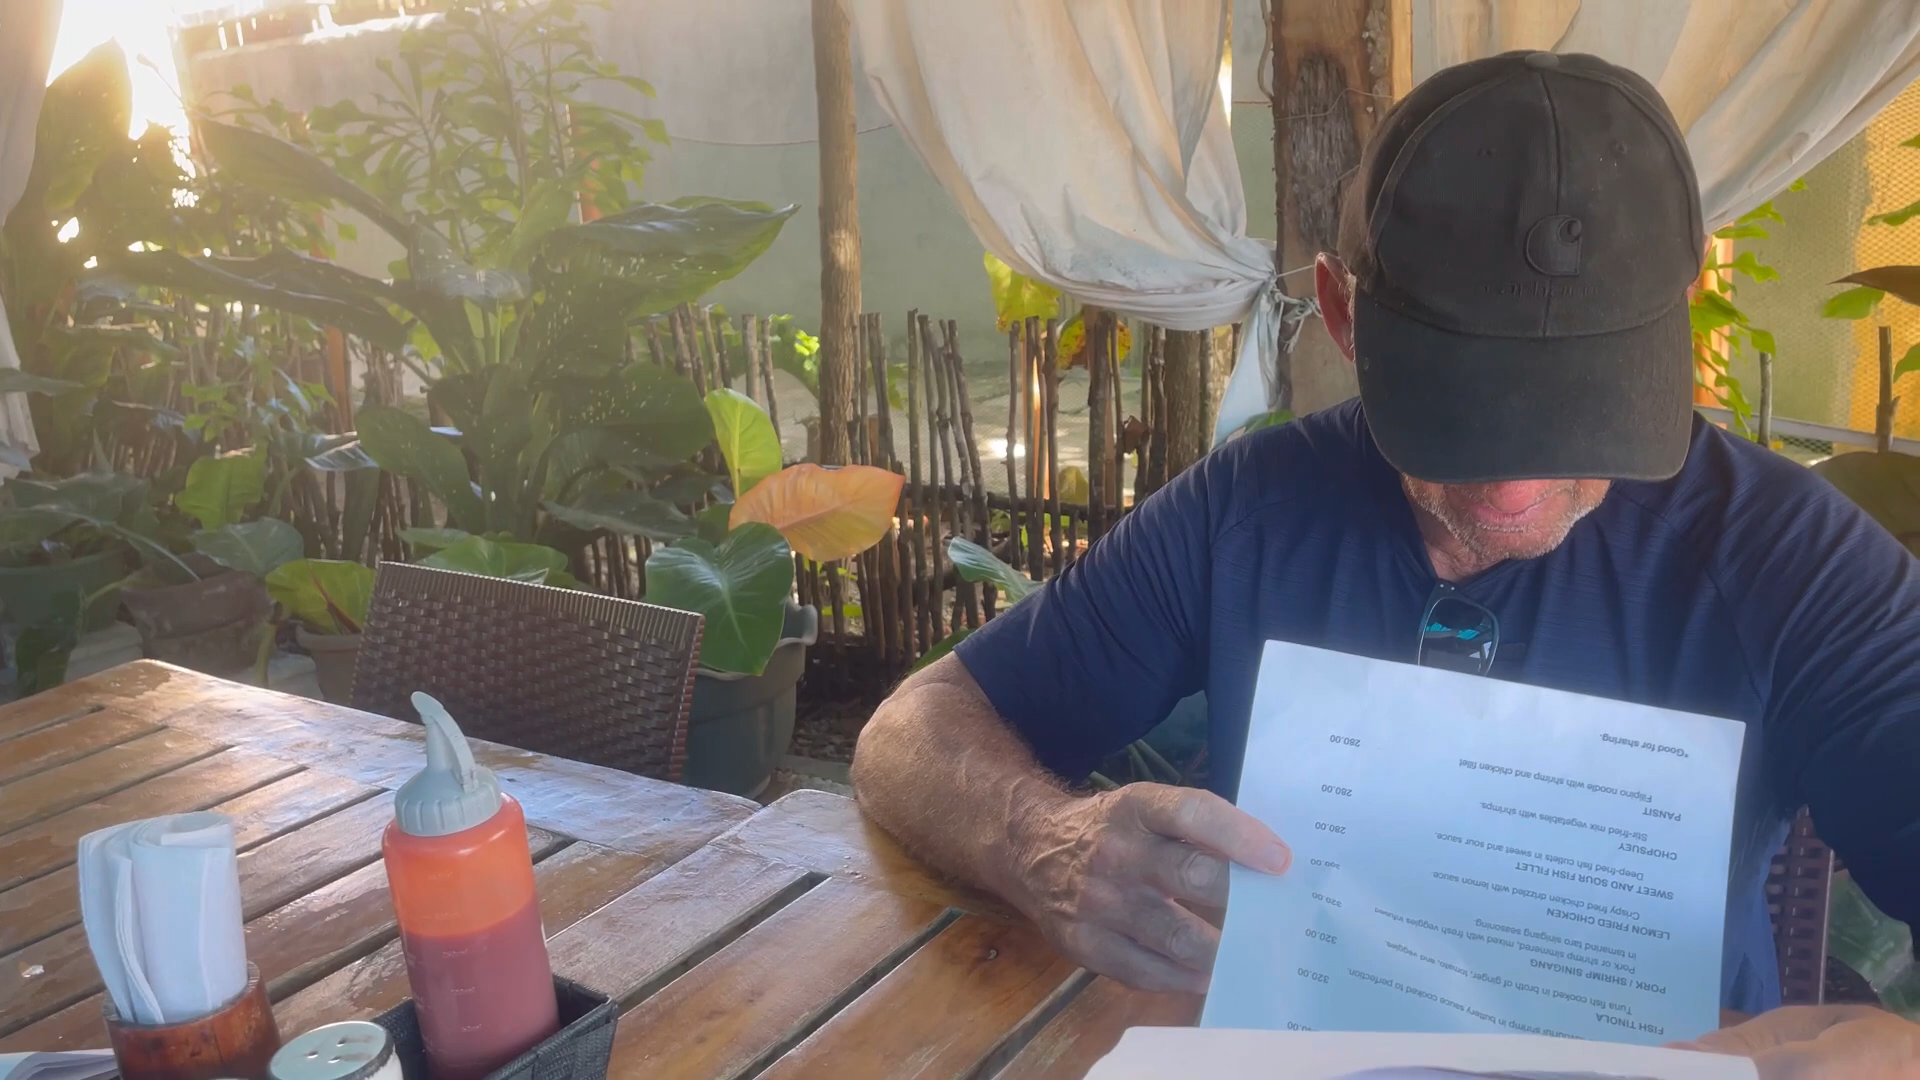 shrimp in buttery sauce cooked to perfection. 320.00
FISH TINOLA 320.00
Tuna fish cooked in broth of ginger, tomato, and veggies.
PORK / SHRIMP SINIGANG 320.00
Pork or shrimp simmered, mixed with fresh veggies infused
in tamarind taro sinigang seasoning
LEMON FRIED CHICKEN
Crispy fried chicken drizzled with lemon sauce
SWEET AND SOUR FISH FILLET 280.00
Deep-fried fish cutlets in sweet and sour sauce.
CHOPSUEY 280.00
Stir-fried mix vegetables with shrimps.
PANSIT 280.00
Filipino noodle with shrimp and chicken fillet
*Good for sharing.